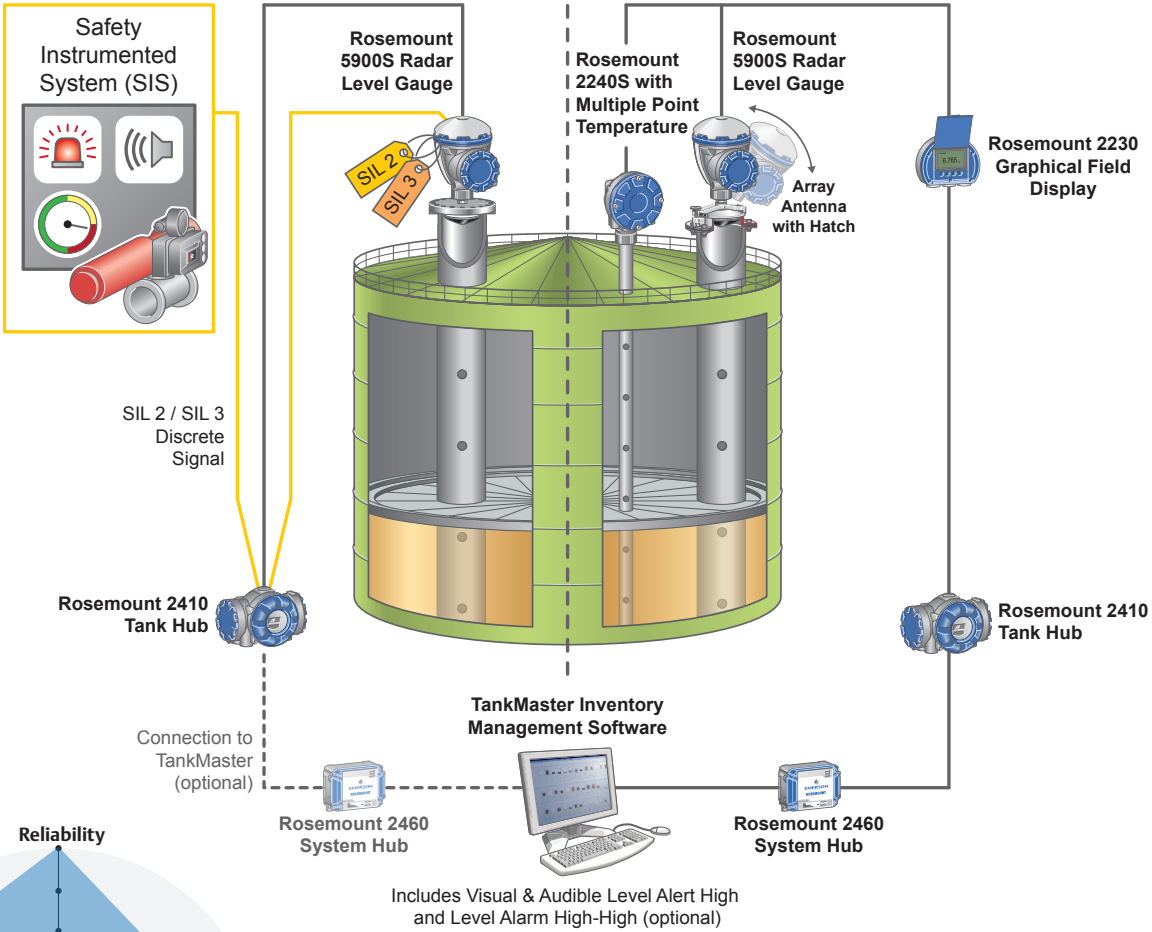 Safety
Instrumented
System (SIS)
Rosemount
5900S Radar
Level Gauge
Rosemount
2240S with
Multiple Point
Temperature
Rosemount
5900S Radar
Level Gauge
Rosemount 2230
Graphical Field
Display
Array
Antenna
with Hatch
SIL 2
SIL 3
SIL 2 / SIL 3
Discrete
Signal
Rosemount 2410
Tank Hub
Rosemount 2410
Tank Hub
TankMaster Inventory
Management Software
Connection to
TankMaster
(optional)
EMERSON
ROSEMOUNT
Rosemount 2460
System Hub
EMERSON
ROSEMOUNT
Rosemount 2460
System Hub
Includes Visual & Audible Level Alert High
and Level Alarm High-High (optional)
Reliability